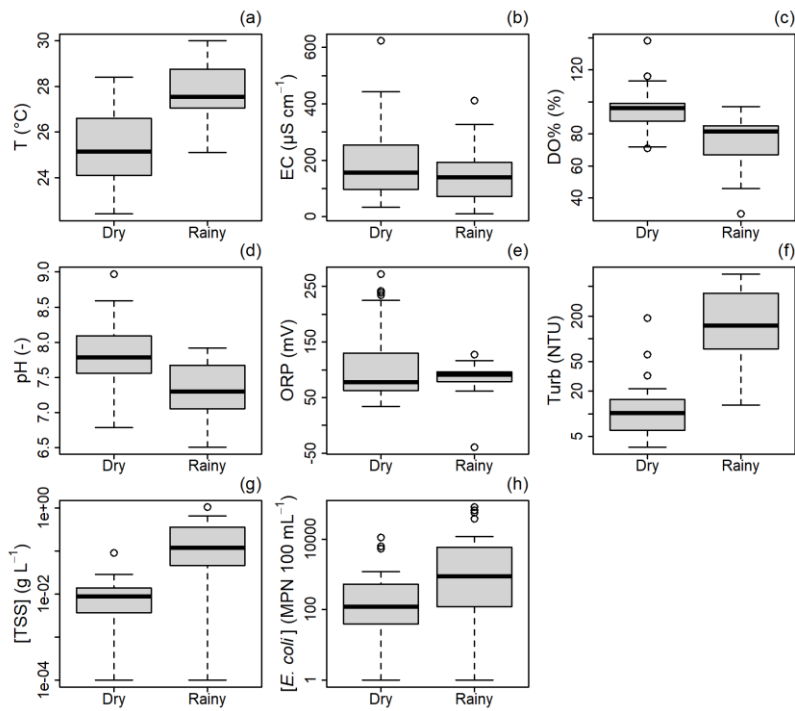 (a)
T (°C)
30
28
26
24
Dry
Rainy
(b)
EC (µS cm⁻¹)
600
400
200
0
Dry
Rainy
(c)
DO% (%)
120
100
80
60
40
Dry
Rainy
(d)
pH (-)
9.0
8.5
8.0
7.5
7.0
6.5
Dry
Rainy
(e)
ORP (mV)
250
150
50
-50
Dry
Rainy
(f)
Turb (NTU)
200
50
20
5
Dry
Rainy
(g)
[TSS] (g L⁻¹)
1e+00
1e-02
1e-04
Dry
Rainy
(h)
[E. coli] (MPN 100 mL⁻¹)
10000
100
1
Dry
Rainy